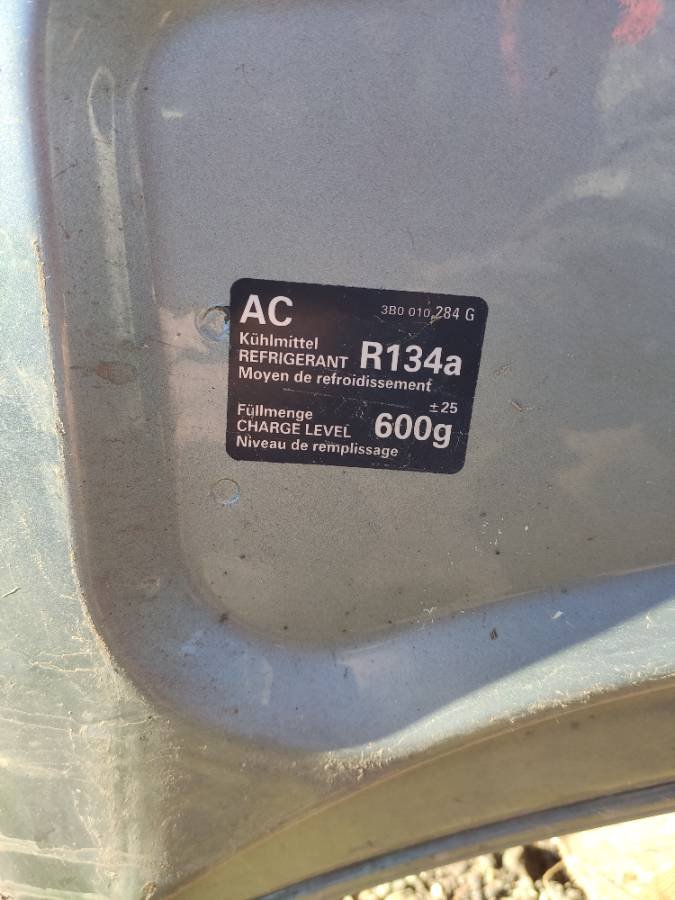 AC 3B0 010 284 G
Kühlmittel
REFRIGERANT R134a
Moyen de refroidissement
±25
Füllmenge
CHARGE LEVEL 600g
Niveau de remplissage